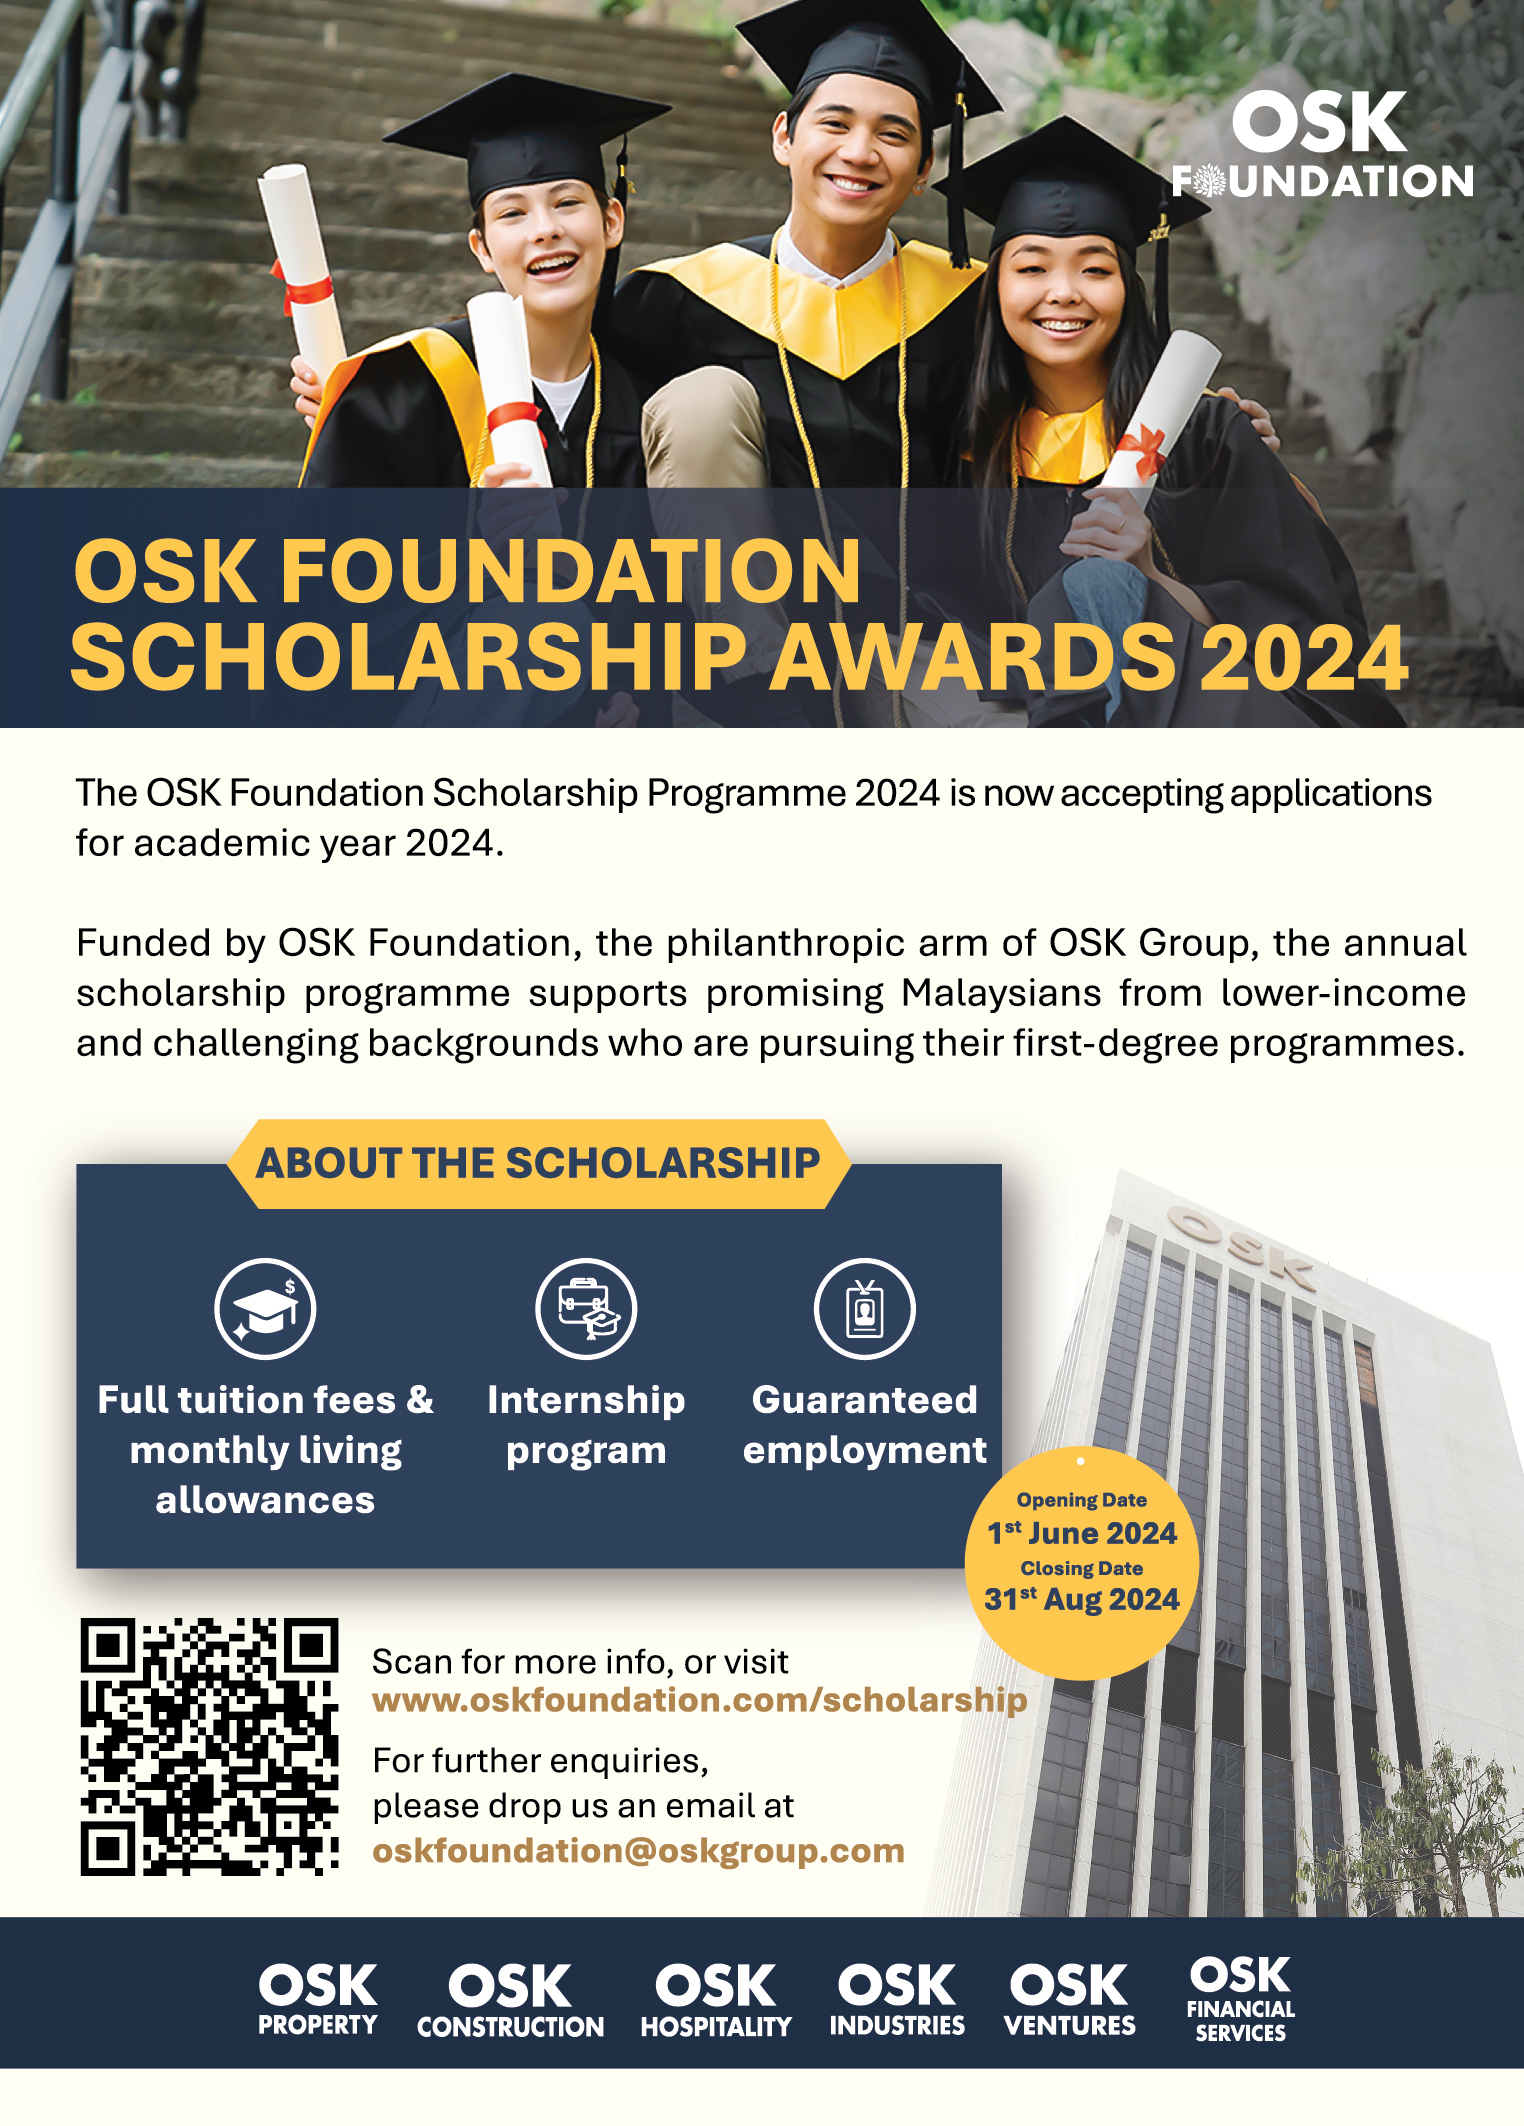 OSK
FOUNDATION
OSK FOUNDATION
SCHOLARSHIP AWARDS 2024
The OSK Foundation Scholarship Programme 2024 is now accepting applications
for academic year 2024.
Funded by OSK Foundation, the philanthropic arm of OSK Group, the annual
scholarship programme supports promising Malaysians from lower-income
and challenging backgrounds who are pursuing their first-degree programmes.
ABOUT THE SCHOLARSHIP
$
Full tuition fees &
monthly living
allowances
Internship
program
Guaranteed
employment
OSK
Opening Date
1st June 2024
Closing Date
31st Aug 2024
Scan for more info, or visit
www.oskfoundation.com/scholarship
For further enquiries,
please drop us an email at
oskfoundation@oskgroup.com
OSK
PROPERTY
OSK
CONSTRUCTION
OSK
HOSPITALITY
OSK
INDUSTRIES
OSK
VENTURES
OSK
FINANCIAL
SERVICES